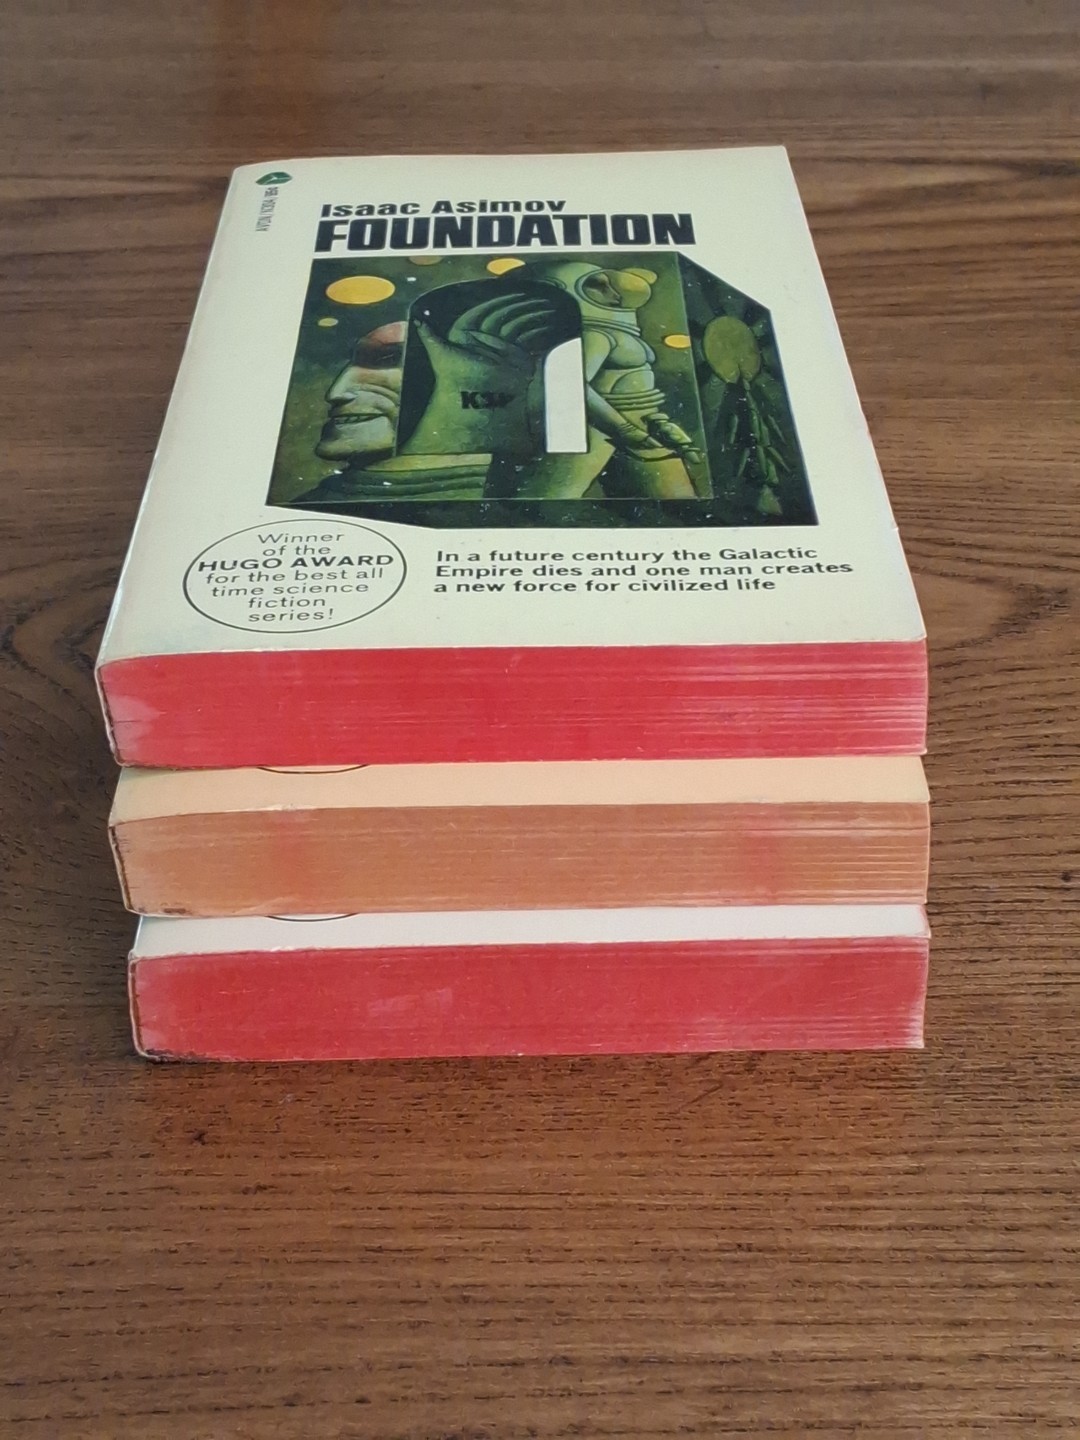 Isaac Asimov
FOUNDATION
Winner
of the
HUGO AWARD
for the best all
time science
fiction
series!
In a future century the Galactic
Empire dies and one man creates
a new force for civilized life